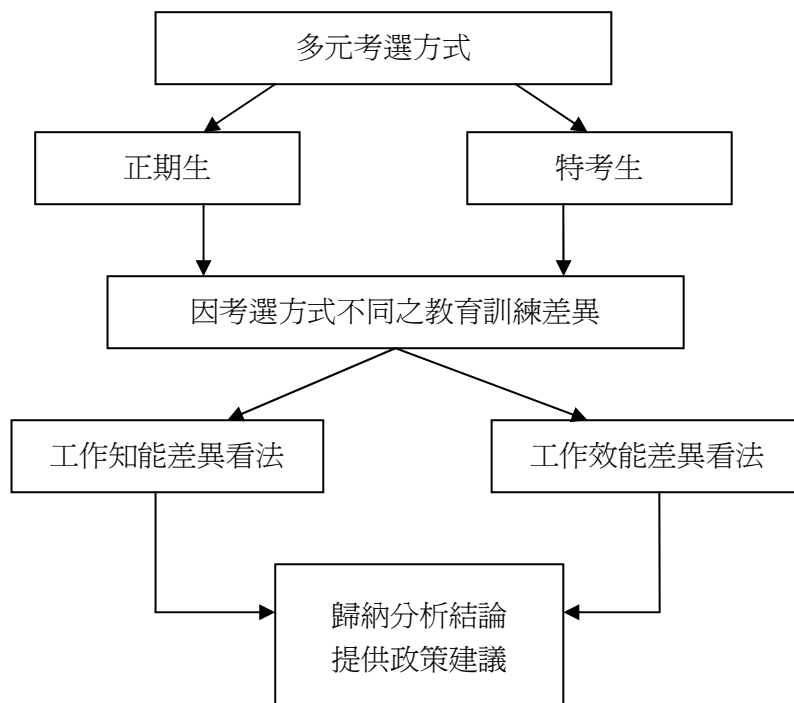 多元考選方式
正期生
特考生
因考選方式不同之教育訓練差異
工作知能差異看法
工作效能差異看法
歸納分析結論
提供政策建議